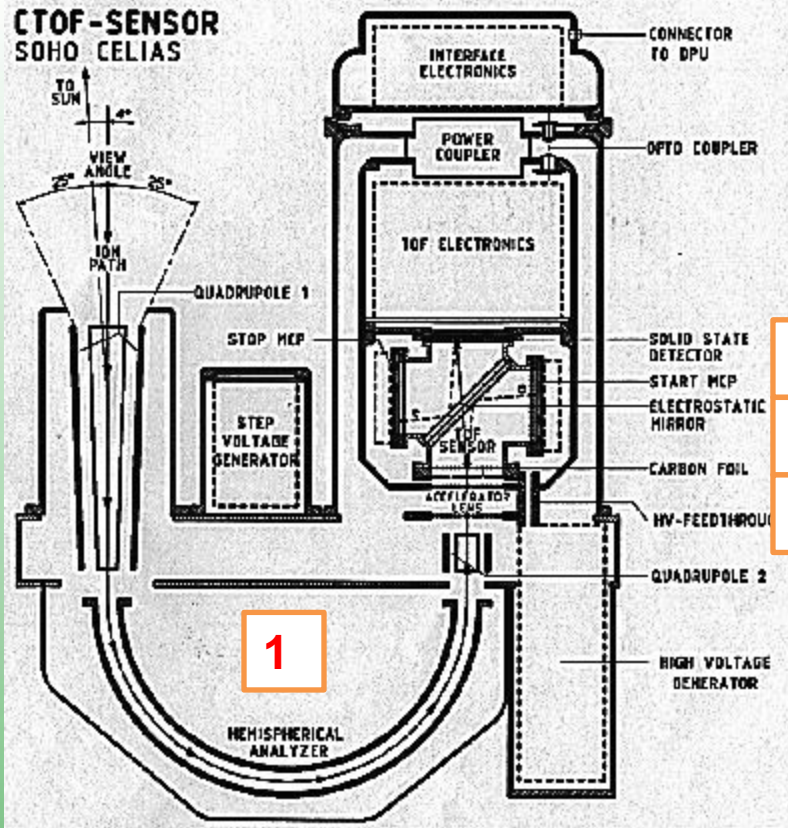 CTOF-SENSOR
SOHO CELIAS
TO
SUN
4°
VIEW
ANGLE
25° 25°
ION
PATH
QUADRUPOLE 1
INTERFACE
ELECTRONICS
CONNECTOR
TO DPU
POWER
COUPLER
OPTO COUPLER
TOF ELECTRONICS
STOP MCP
SOLID STATE
DETECTOR
START MCP
ELECTROSTATIC
MIRROR
STEP
VOLTAGE
GENERATOR
TOF
SENSOR
CARBON FOIL
ACCELERATOR
LENS
HV-FEEDTHROUG
QUADRUPOLE 2
1
HIGH VOLTAGE
GENERATOR
HEMISPHERICAL
ANALYZER